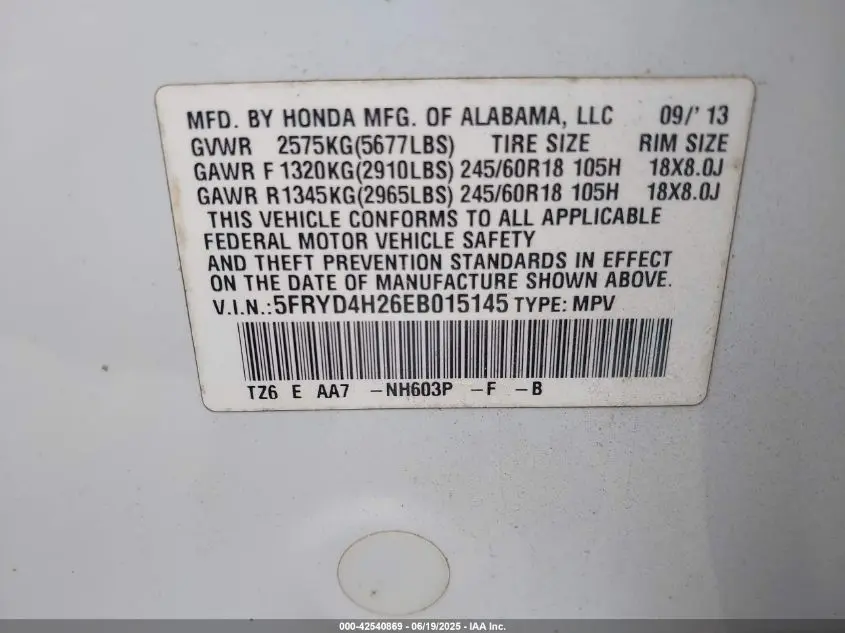 MFD. BY HONDA MFG. OF ALABAMA, LLC 09/' 13
GVWR 2575KG(5677LBS) TIRE SIZE RIM SIZE
GAWR F 1320KG(2910LBS) 245/60R18 105H 18X8.0J
GAWR R1345KG(2965LBS) 245/60R18 105H 18X8.0J
THIS VEHICLE CONFORMS TO ALL APPLICABLE
FEDERAL MOTOR VEHICLE SAFETY
AND THEFT PREVENTION STANDARDS IN EFFECT
ON THE DATE OF MANUFACTURE SHOWN ABOVE.
V.I.N.:5FRYD4H26EB015145 TYPE: MPV
TZ6 E AA7 -NH603P -F -B
000-42540869 - 06/19/2025 - IAA Inc.